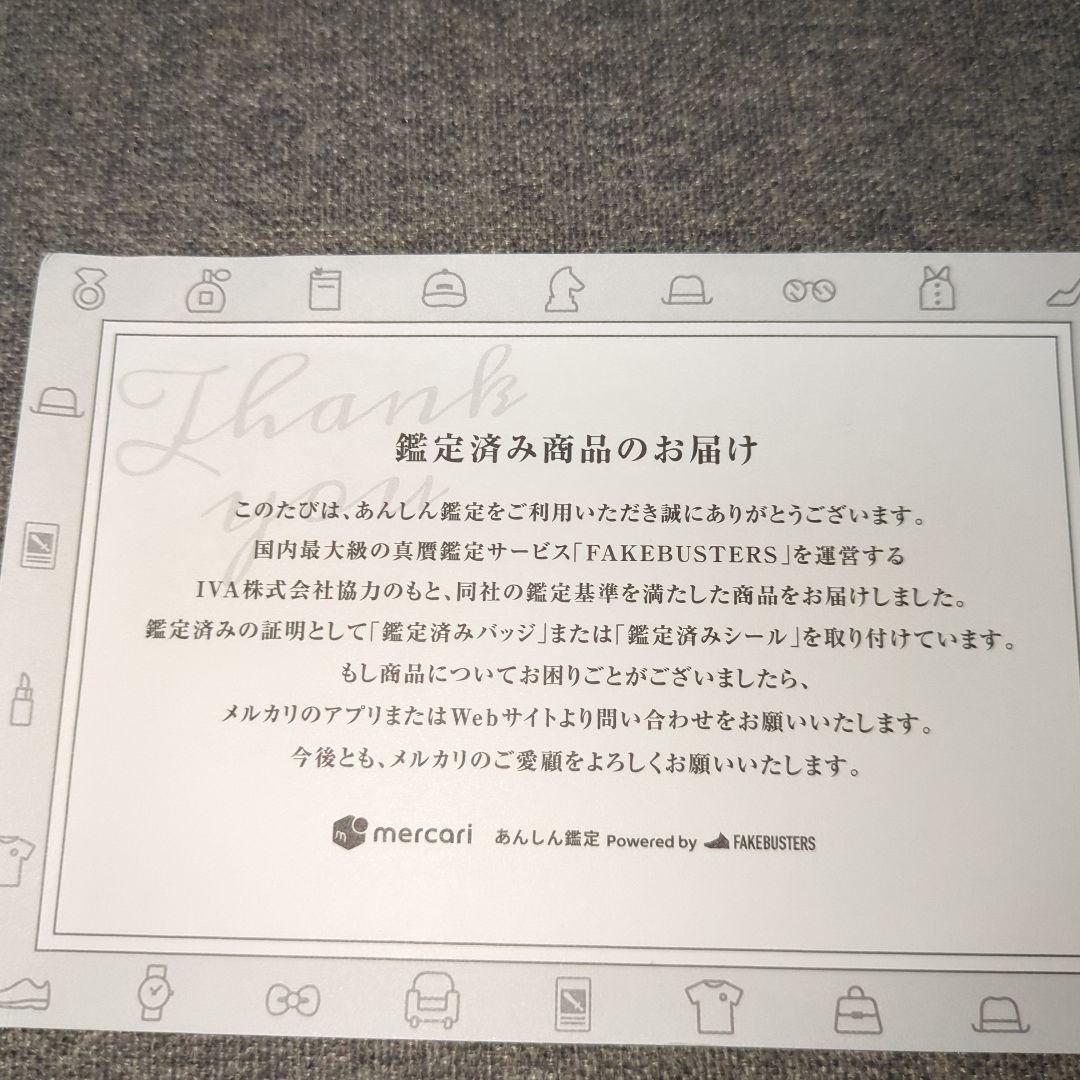 Thank
you
鑑定済み商品のお届け
このたびは、あんしん鑑定をご利用いただき誠にありがとうございます。
国内最大級の真贋鑑定サービス「FAKEBUSTERS」を運営する
IVA株式会社協力のもと、同社の鑑定基準を満たした商品をお届けしました。
鑑定済みの証明として「鑑定済みバッジ」または「鑑定済みシール」を取り付けています。
もし商品についてお困りごとがございましたら、
メルカリのアプリまたはWebサイトより問い合わせをお願いいたします。
今後とも、メルカリのご愛顧をよろしくお願いいたします。
m mercari あんしん鑑定 Powered by FAKEBUSTERS